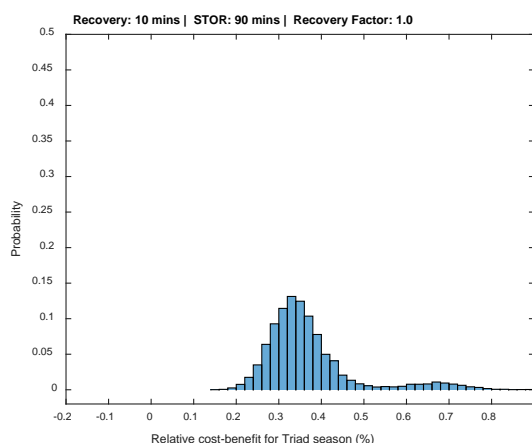 Recovery: 10 mins | STOR: 90 mins | Recovery Factor: 1.0
0.5
0.45
0.4
0.35
0.3
0.25
0.2
0.15
0.1
0.05
0
Probability
-0.2 -0.1 0 0.1 0.2 0.3 0.4 0.5 0.6 0.7 0.8
Relative cost-benefit for Triad season (%)